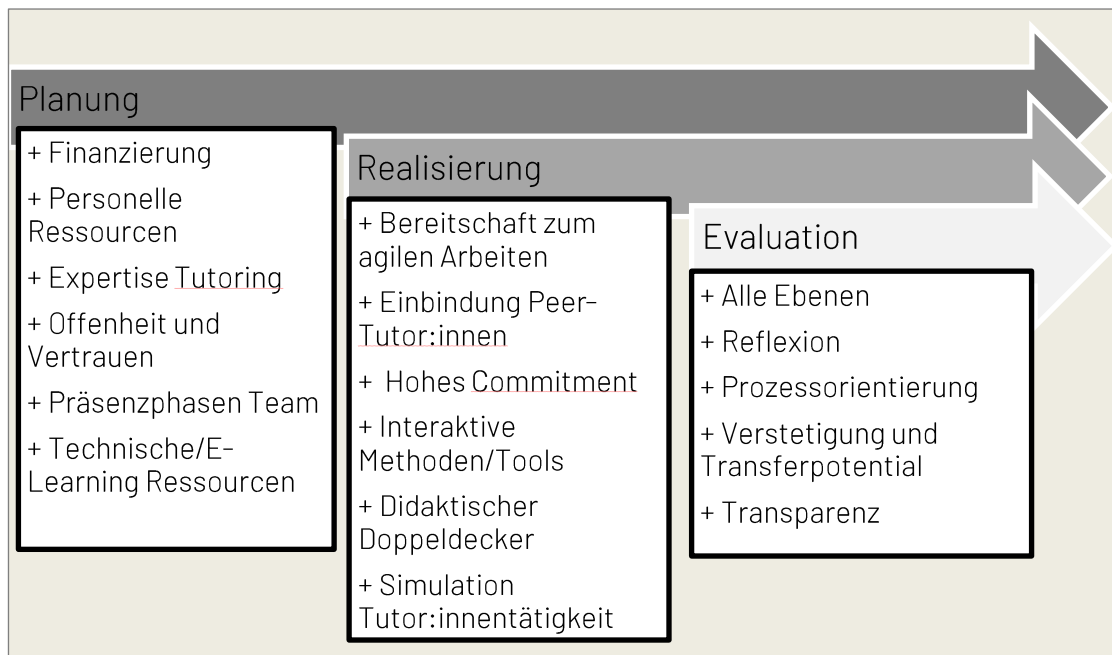 Planung
+ Finanzierung
+ Personelle
Ressourcen
+ Expertise Tutoring
+ Offenheit und
Vertrauen
+ Präsenzphasen Team
+ Technische/E-
Learning Ressourcen
Realisierung
+ Bereitschaft zum
agilen Arbeiten
+ Einbindung Peer-
Tutor:innen
+ Hohes Commitment
+ Interaktive
Methoden/Tools
+ Didaktischer
Doppeldecker
+ Simulation
Tutor:innentätigkeit
Evaluation
+ Alle Ebenen
+ Reflexion
+ Prozessorientierung
+ Verstetigung und
Transferpotential
+ Transparenz